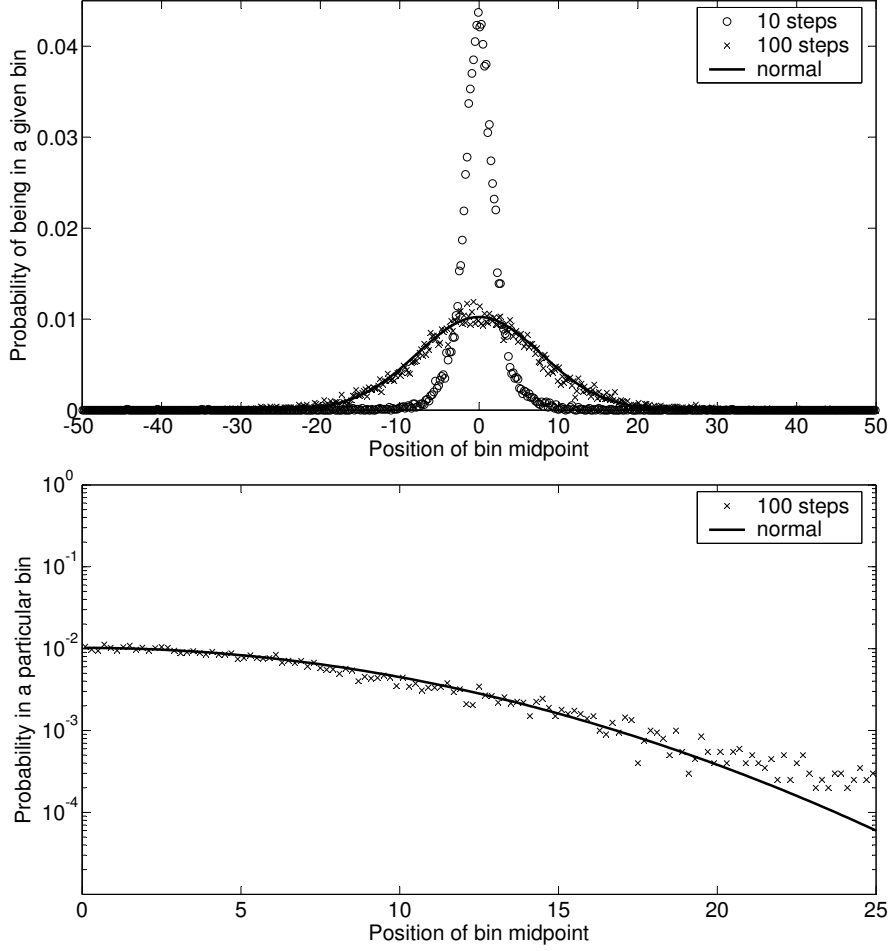 10 steps
100 steps
normal
0.04
0.03
0.02
0.01
0
Probability of being in a given bin
-50 -40 -30 -20 -10 0 10 20 30 40 50
Position of bin midpoint
100 steps
normal
10^0
10^-1
10^-2
10^-3
10^-4
Probability in a particular bin
0 5 10 15 20 25
Position of bin midpoint